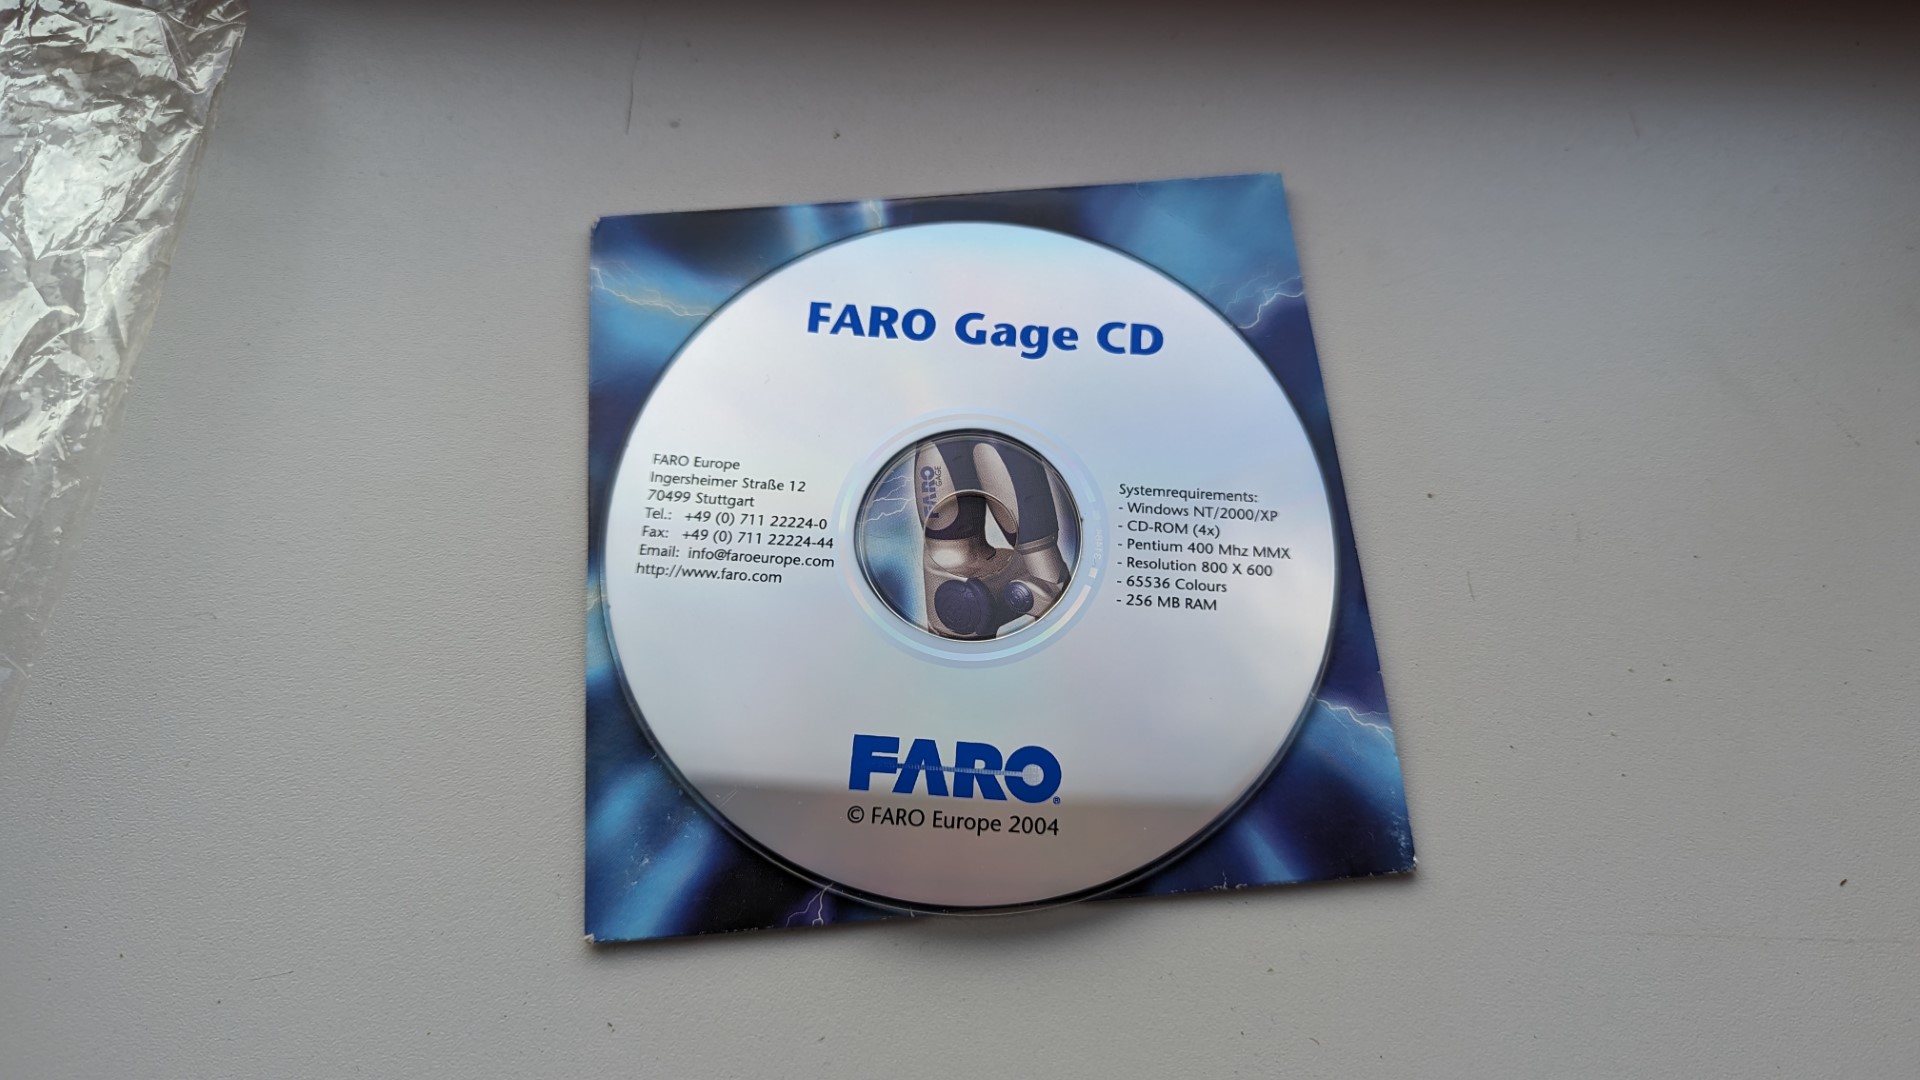 FARO Gage CD
FARO Europe
Ingersheimer Straße 12
70499 Stuttgart
Tel.: +49 (0) 711 22224-0
Fax: +49 (0) 711 22224-44
Email: info@faroeurope.com
http://www.faro.com
FARO
GAGE
Systemrequirements:
- Windows NT/2000/XP
- CD-ROM (4x)
- Pentium 400 Mhz MMX
- Resolution 800 X 600
- 65536 Colours
- 256 MB RAM
FARO®
© FARO Europe 2004